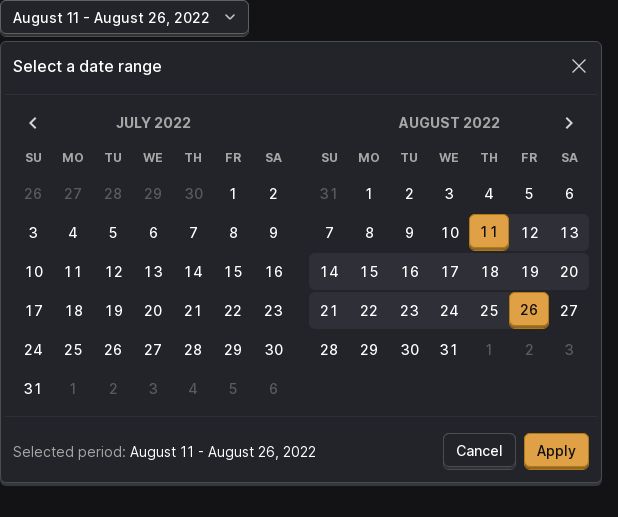 August 11 - August 26, 2022
Select a date range
JULY 2022 AUGUST 2022
SU MO TU WE TH FR SA SU MO TU WE TH FR SA
26 27 28 29 30 1 2 31 1 2 3 4 5 6
3 4 5 6 7 8 9 7 8 9 10 11 12 13
10 11 12 13 14 15 16 14 15 16 17 18 19 20
17 18 19 20 21 22 23 21 22 23 24 25 26 27
24 25 26 27 28 29 30 28 29 30 31 1 2 3
31 1 2 3 4 5 6
Selected period: August 11 - August 26, 2022 Cancel Apply